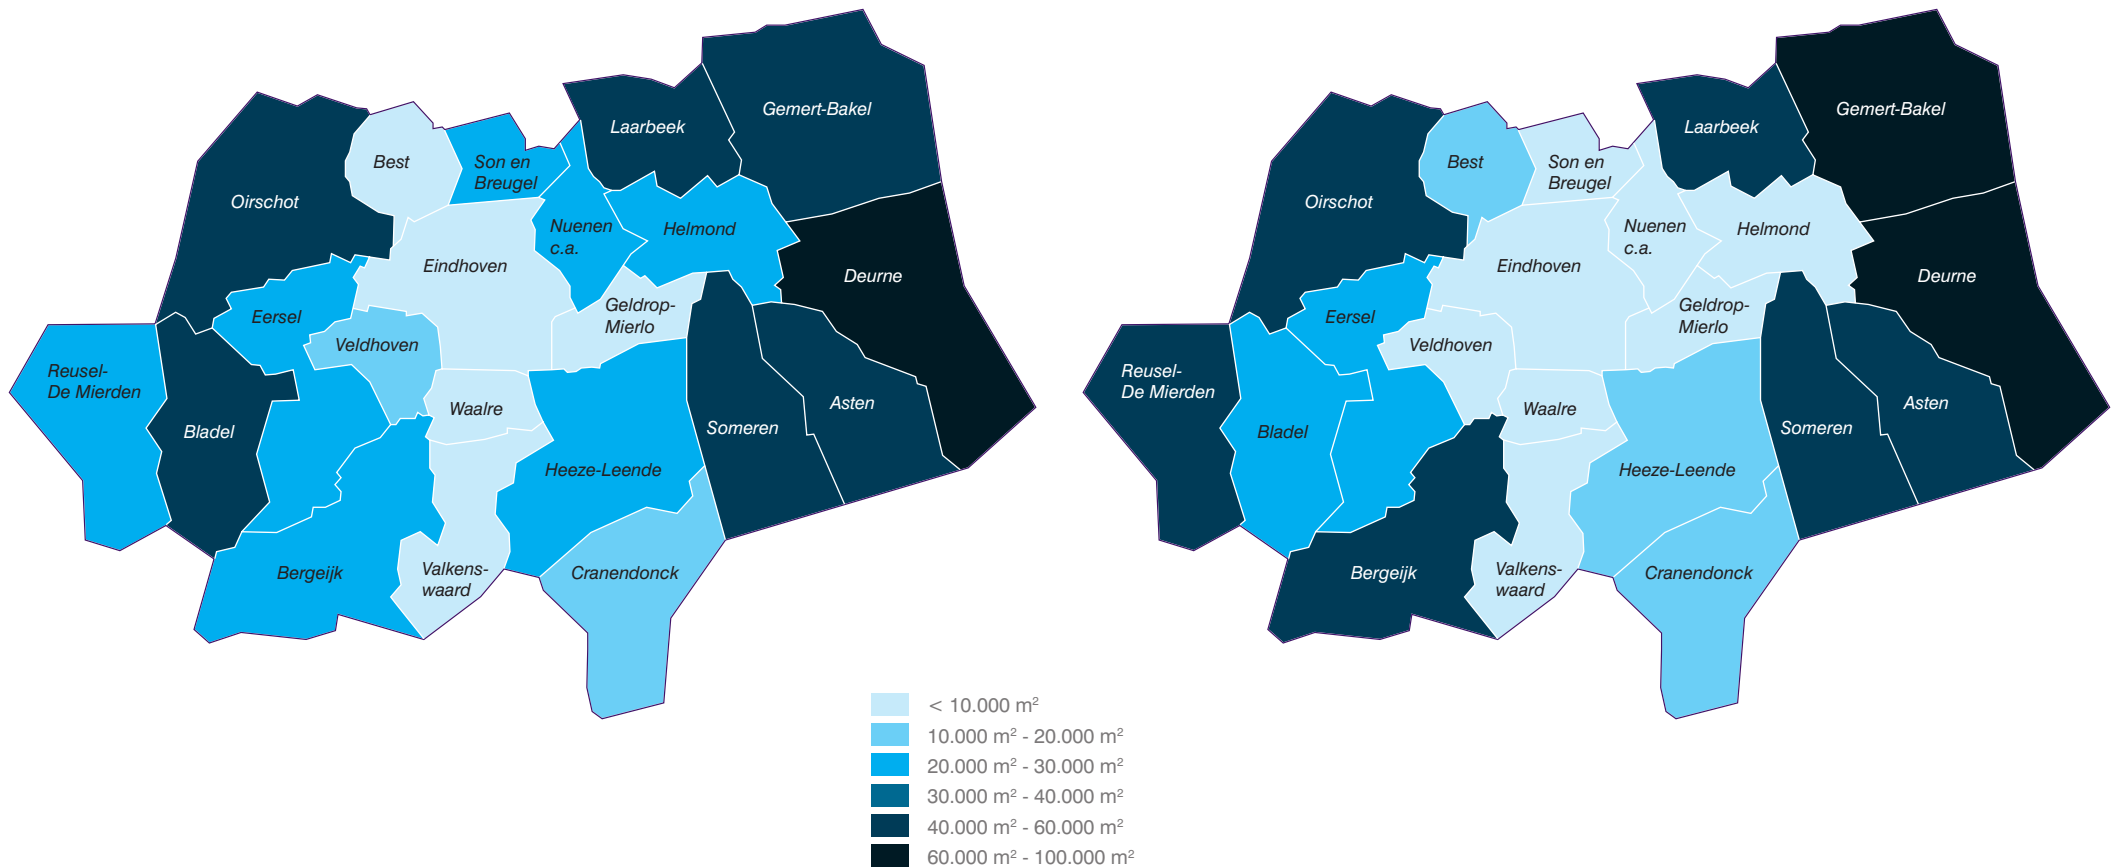 Gemert-Bakel
Laarbeek
Best
Son en
Breugel
Oirschot
Nuenen
c.a.
Helmond
Eindhoven
Deurne
Geldrop-
Mierlo
Eersel
Veldhoven
Reusel-
De Mierden
Waalre
Asten
Bladel
Someren
Heeze-Leende
Bergeijk
Valkens-
waard
Cranendonck
Gemert-Bakel
Laarbeek
Best
Son en
Breugel
Oirschot
Nuenen
c.a.
Helmond
Eindhoven
Deurne
Geldrop-
Mierlo
Eersel
Veldhoven
Reusel-
De Mierden
Waalre
Asten
Bladel
Someren
Heeze-Leende
Bergeijk
Valkens-
waard
Cranendonck
< 10.000 m²
10.000 m² - 20.000 m²
20.000 m² - 30.000 m²
30.000 m² - 40.000 m²
40.000 m² - 60.000 m²
60.000 m² - 100.000 m²